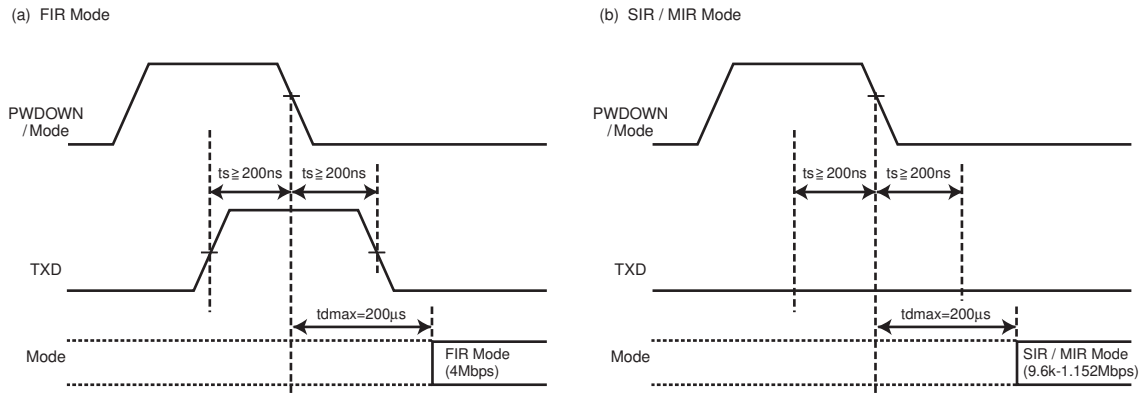 (a) FIR Mode
PWDOWN
/Mode
ts≧200ns
ts≧200ns
TXD
tdmax=200μs
Mode
FIR Mode
(4Mbps)
(b) SIR / MIR Mode
PWDOWN
/Mode
ts≧200ns
ts≧200ns
TXD
tdmax=200μs
Mode
SIR / MIR Mode
(9.6k-1.152Mbps)